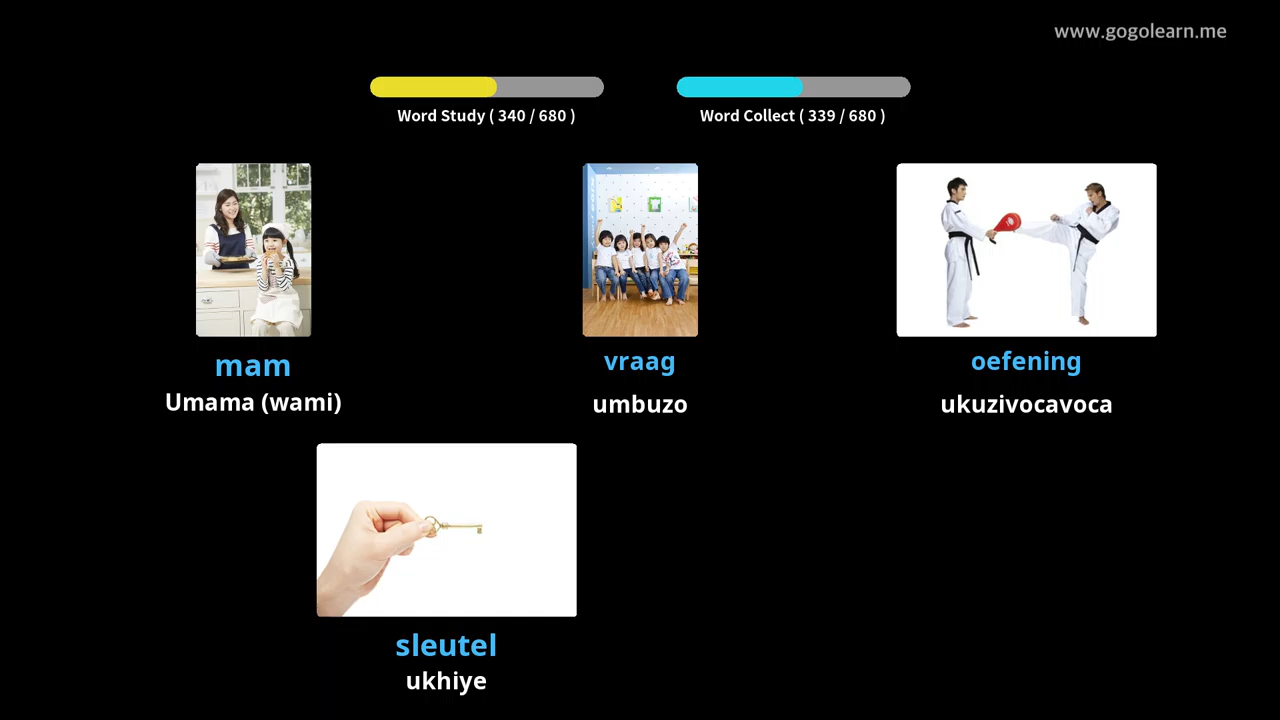 www.gogolearn.me
Word Study ( 340 / 680 )
Word Collect ( 339 / 680 )
mam
Umama (wami)
vraag
umbuzo
oefening
ukuzivocavoca
sleutel
ukhiye